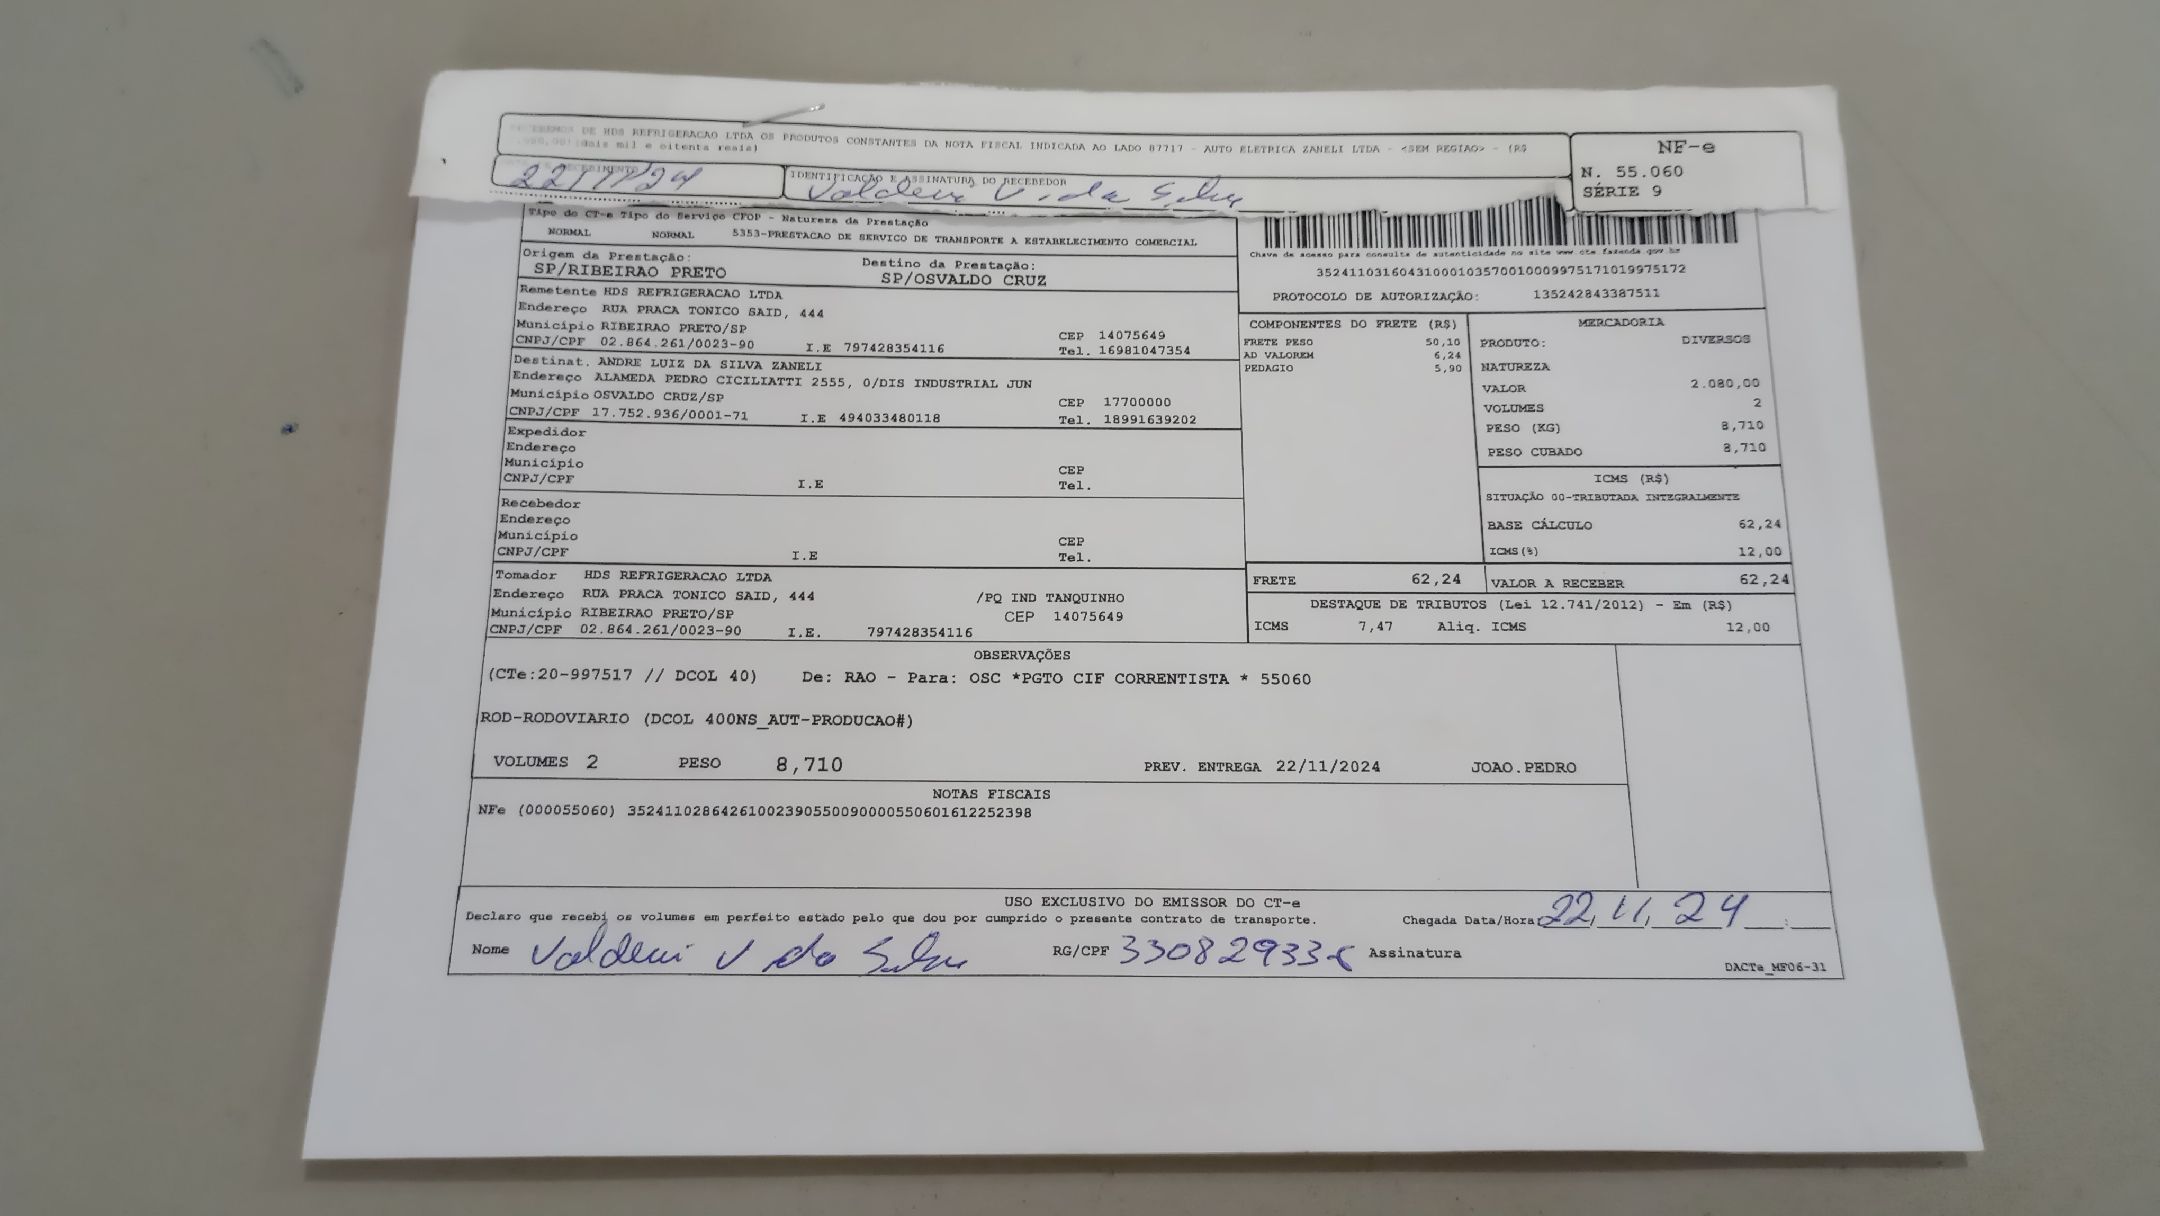 DE HDS REFRIGERACAO LTDA OS PRODUTOS CONSTANTES DA NOTA FISCAL INDICADA AO LADO 87717 - AUTO ELETRICA ZANELI LTDA - <SEM REGIAO> - (R$
(dois mil e oitenta reais)
NF-e
N. 55.060
SÉRIE 9
22/11/24
IDENTIFICAÇÃO E ASSINATURA DO RECEBEDOR
Valdeci V. da Silva
Tipo do CT-e Tipo do Serviço CFOP - Natureza da Prestação
NORMAL NORMAL 5353-PRESTACAO DE SERVICO DE TRANSPORTE A ESTABELECIMENTO COMERCIAL
Origem da Prestação: Destino da Prestação:
SP/RIBEIRAO PRETO SP/OSVALDO CRUZ
Chave de acesso para consulta de autenticidade no site www.cte.fazenda.gov.br
35241103160431000103570010009975171019975172
PROTOCOLO DE AUTORIZAÇÃO: 135242843387511
Remetente HDS REFRIGERACAO LTDA
Endereço RUA PRACA TONICO SAID, 444
Município RIBEIRAO PRETO/SP CEP 14075649
CNPJ/CPF 02.864.261/0023-90 I.E 797428354116 Tel. 16981047354
Destinat. ANDRE LUIZ DA SILVA ZANELI
Endereço ALAMEDA PEDRO CICILIATTI 2555, 0/DIS INDUSTRIAL JUN
Município OSVALDO CRUZ/SP CEP 17700000
CNPJ/CPF 17.752.936/0001-71 I.E 494033480118 Tel. 18991639202
Expedidor
Endereço
Município CEP
CNPJ/CPF I.E Tel.
Recebedor
Endereço
Município CEP
CNPJ/CPF I.E Tel.
Tomador HDS REFRIGERACAO LTDA
Endereço RUA PRACA TONICO SAID, 444 /PQ IND TANQUINHO
Município RIBEIRAO PRETO/SP CEP 14075649
CNPJ/CPF 02.864.261/0023-90 I.E. 797428354116
COMPONENTES DO FRETE (R$)
FRETE PESO 50,10
AD VALOREM 6,24
PEDAGIO 5,90
MERCADORIA
PRODUTO: DIVERSOS
NATUREZA
VALOR 2.080,00
VOLUMES 2
PESO (KG) 8,710
PESO CUBADO 8,710
ICMS (R$)
SITUAÇÃO 00-TRIBUTADA INTEGRALMENTE
BASE CÁLCULO 62,24
ICMS(%) 12,00
FRETE 62,24 VALOR A RECEBER 62,24
DESTAQUE DE TRIBUTOS (Lei 12.741/2012) - Em (R$)
ICMS 7,47 Aliq. ICMS 12,00
OBSERVAÇÕES
(CTe:20-997517 // DCOL 40) De: RAO - Para: OSC *PGTO CIF CORRENTISTA * 55060
ROD-RODOVIARIO (DCOL 400NS_AUT-PRODUCAO#)
VOLUMES 2 PESO 8,710 PREV. ENTREGA 22/11/2024 JOAO.PEDRO
NOTAS FISCAIS
NFe (000055060) 35241102864261002390550090000550601612252398
USO EXCLUSIVO DO EMISSOR DO CT-e
Declaro que recebi os volumes em perfeito estado pelo que dou por cumprido o presente contrato de transporte. Chegada Data/Hora: 22/11/24 :
Nome Valdeci V da Silva RG/CPF 33082933 Assinatura
DACTe_MF06-31